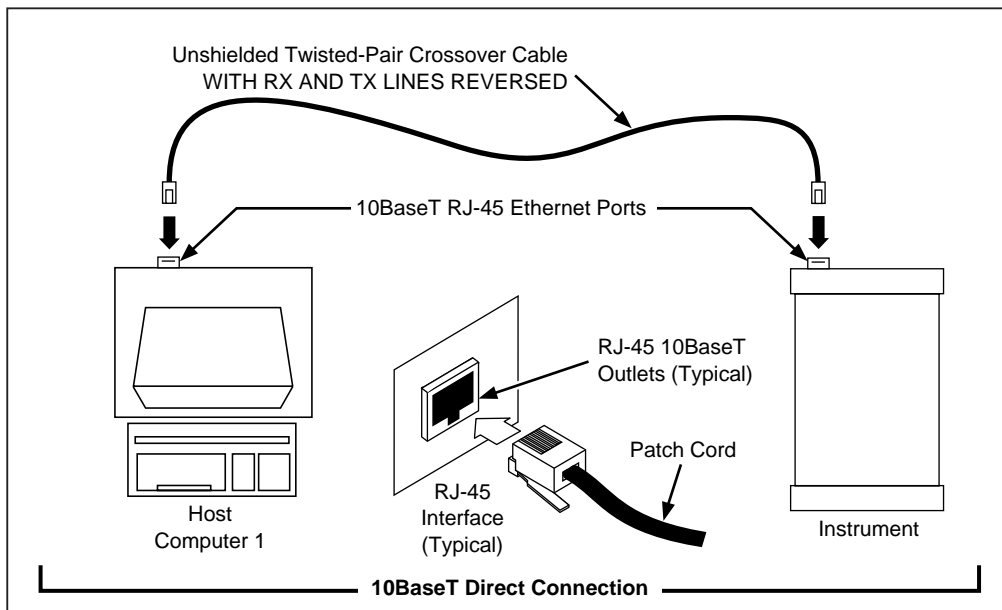 Unshielded Twisted-Pair Crossover Cable
WITH RX AND TX LINES REVERSED
10BaseT RJ-45 Ethernet Ports
RJ-45 10BaseT
Outlets (Typical)
Patch Cord
RJ-45
Interface
(Typical)
Host
Computer 1
Instrument
10BaseT Direct Connection